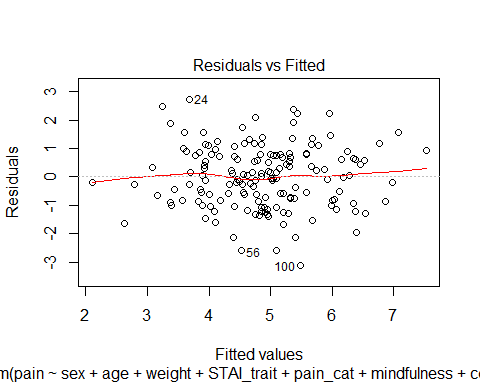 Residuals vs Fitted
Residuals
3
2
1
0
-1
-2
-3
24
56
100
2 3 4 5 6 7
Fitted values
m(pain ~ sex + age + weight + STAI_trait + pain_cat + mindfulness + co